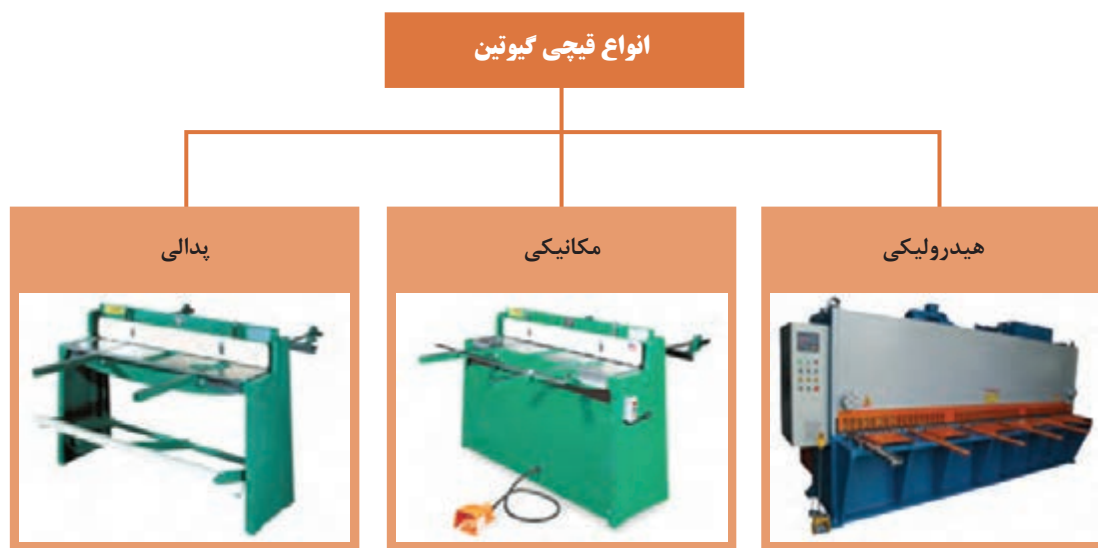 انواع قیچی گیوتین
هیدرولیکی
مکانیکی
پدالی